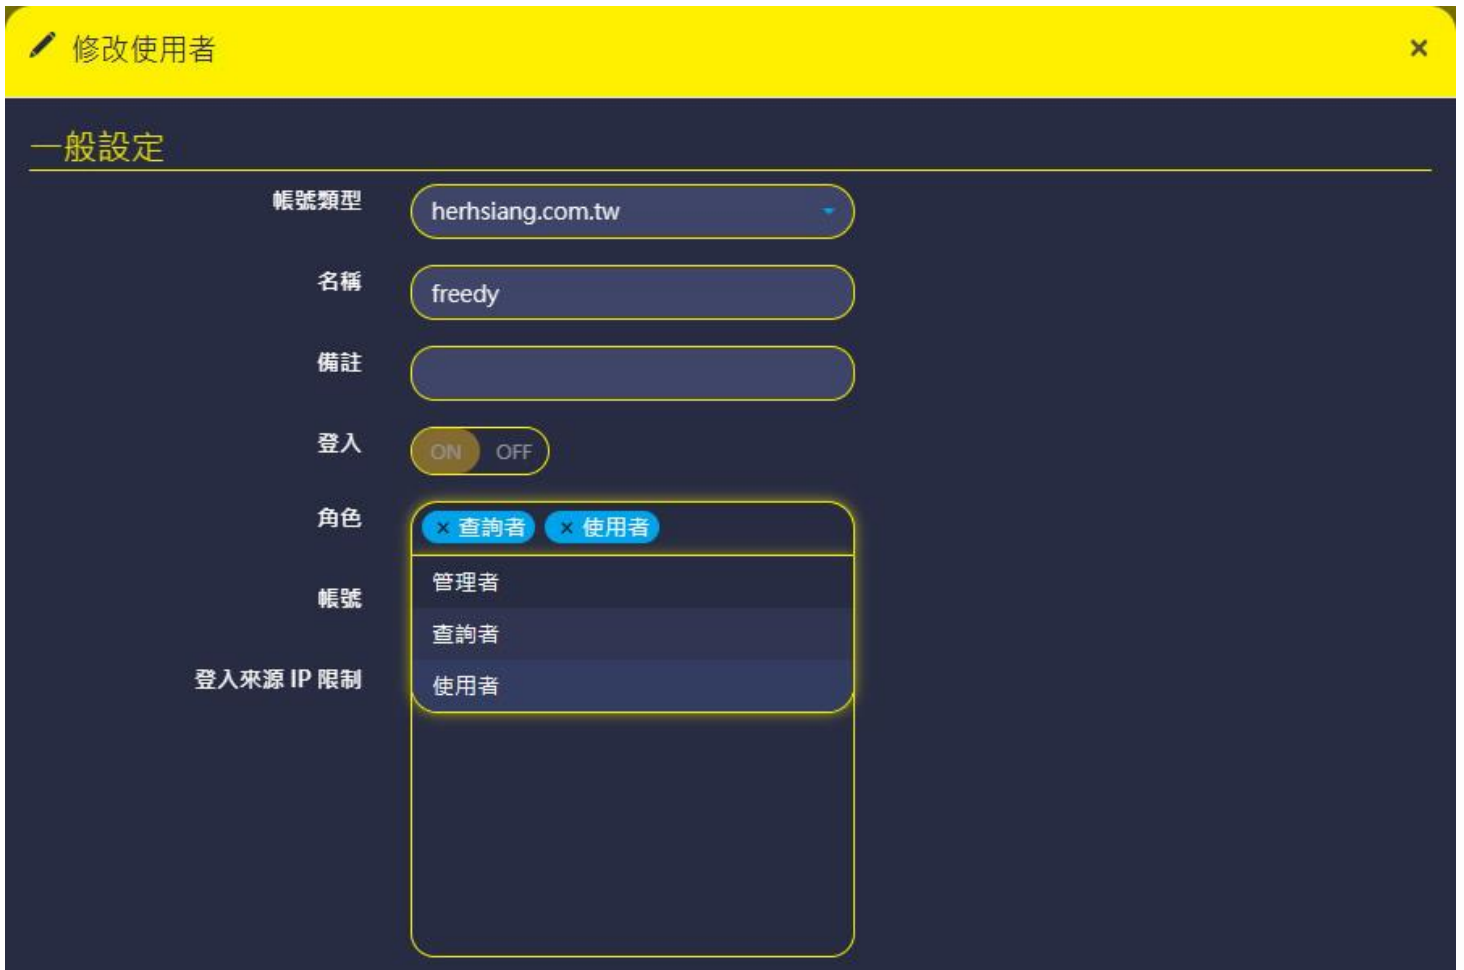 修改使用者 ×
一般設定
帳號類型 herhsiang.com.tw
名稱 freedy
備註
登入 ON OFF
角色 × 查詢者 × 使用者
管理者
帳號
查詢者
登入來源 IP 限制 使用者